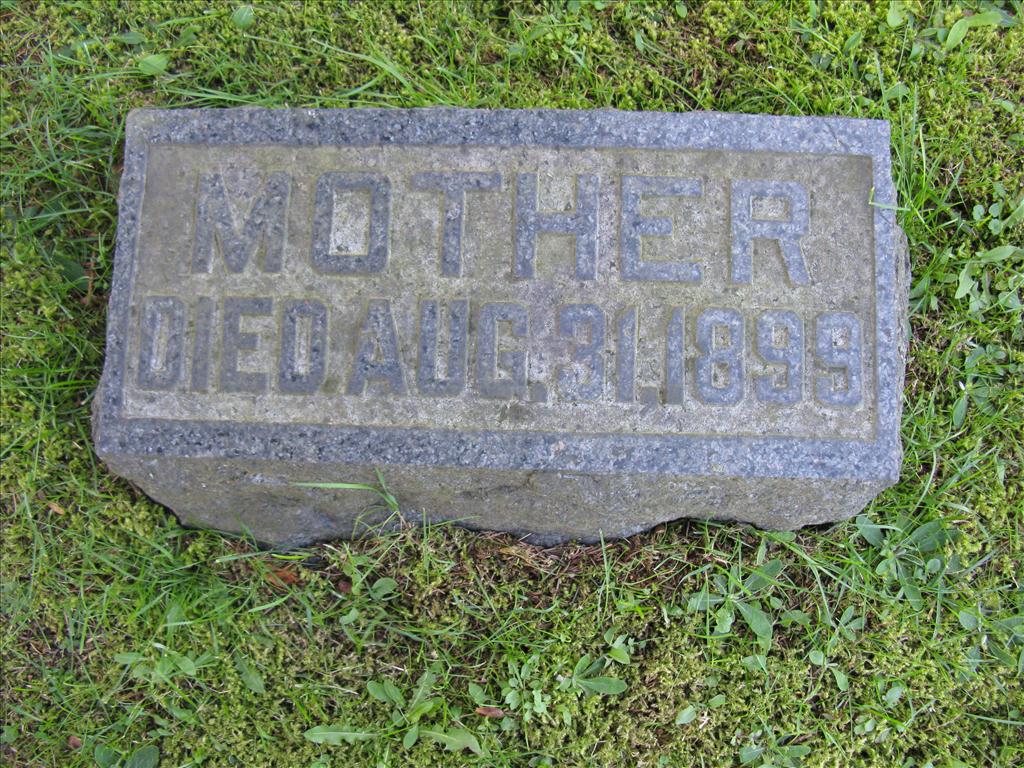 MOTHER
DIED AUG. 31, 1899